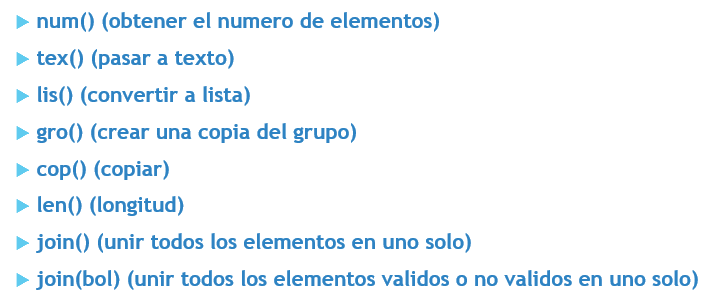 num() (obtener el numero de elementos)
tex() (pasar a texto)
lis() (convertir a lista)
gro() (crear una copia del grupo)
cop() (copiar)
len() (longitud)
join() (unir todos los elementos en uno solo)
join(bol) (unir todos los elementos validos o no validos en uno solo)